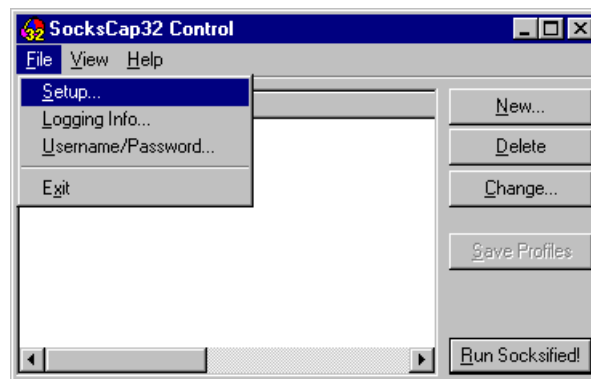 32 SocksCap32 Control
File View Help
Setup...
Logging Info...
Username/Password...
Exit
New...
Delete
Change...
Save Profiles
Run Socksified!